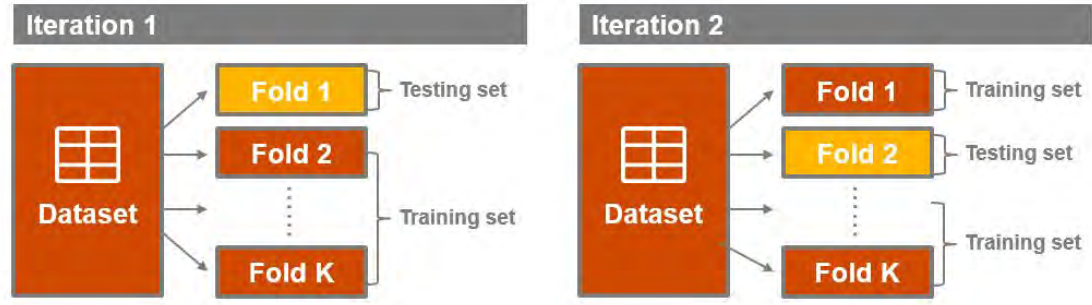 Iteration 1
Dataset
Fold 1
Testing set
Fold 2
Training set
Fold K
Iteration 2
Dataset
Fold 1
Training set
Fold 2
Testing set
Fold K
Training set